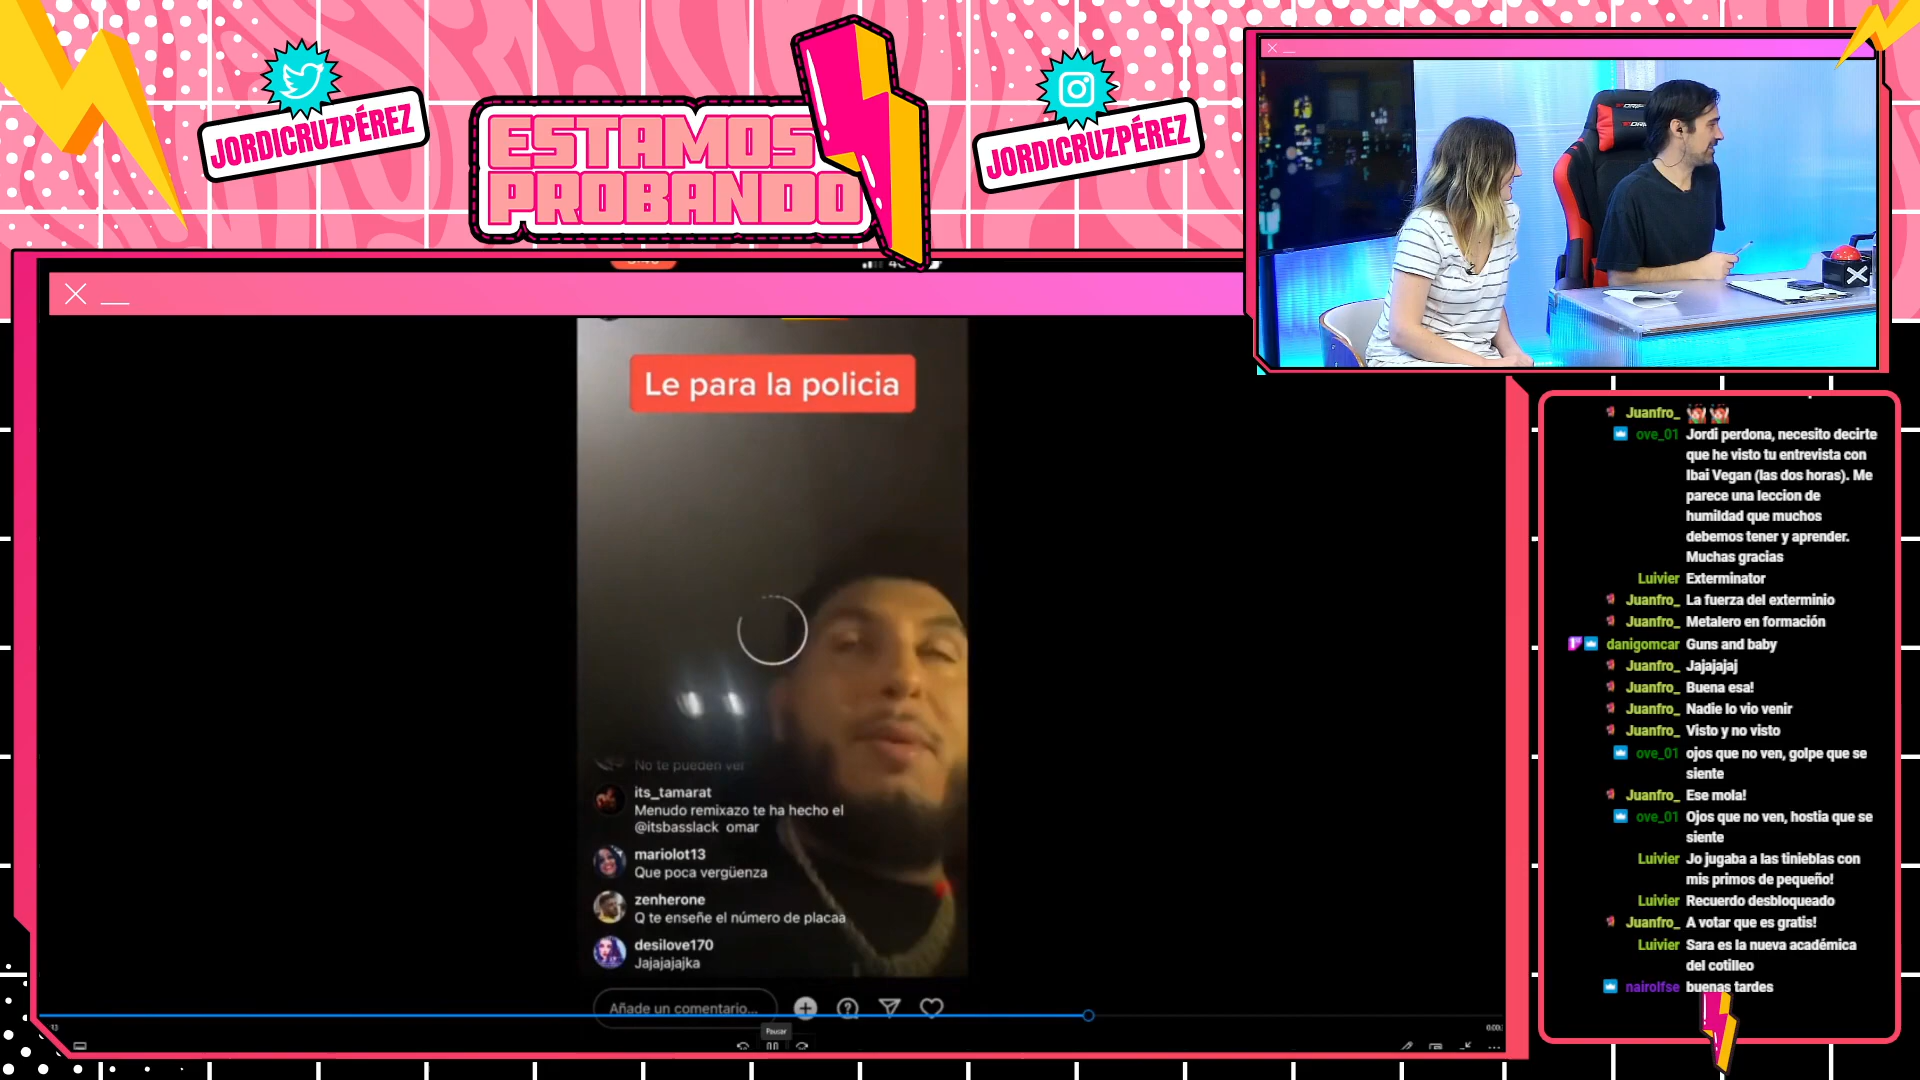 JORDICRUZPÉREZ
ESTAMOS
PROBANDO
JORDICRUZPÉREZ
Le para la policia
No te pueden ver
its_tamarat
Menudo remixazo te ha hecho el
@itsbasslack omar
mariolot13
Que poca vergüenza
zenherone
Q te enseñe el número de placaa
desilove170
Jajajajajka
Añade un comentario...
Pausar
Juanfro_
ove_01 Jordi perdona, necesito decirte
que he visto tu entrevista con
Ibai Vegan (las dos horas). Me
parece una leccion de
humildad que muchos
debemos tener y aprender.
Muchas gracias
Luivier Exterminator
Juanfro_ La fuerza del exterminio
Juanfro_ Metalero en formación
danigomcar Guns and baby
Juanfro_ Jajajajaj
Juanfro_ Buena esa!
Juanfro_ Nadie lo vio venir
Juanfro_ Visto y no visto
ove_01 ojos que no ven, golpe que se
siente
Juanfro_ Ese mola!
ove_01 Ojos que no ven, hostia que se
siente
Luivier Jo jugaba a las tinieblas con
mis primos de pequeño!
Luivier Recuerdo desbloqueado
Juanfro_ A votar que es gratis!
Luivier Sara es la nueva académica
del cotilleo
nairolfse buenas tardes